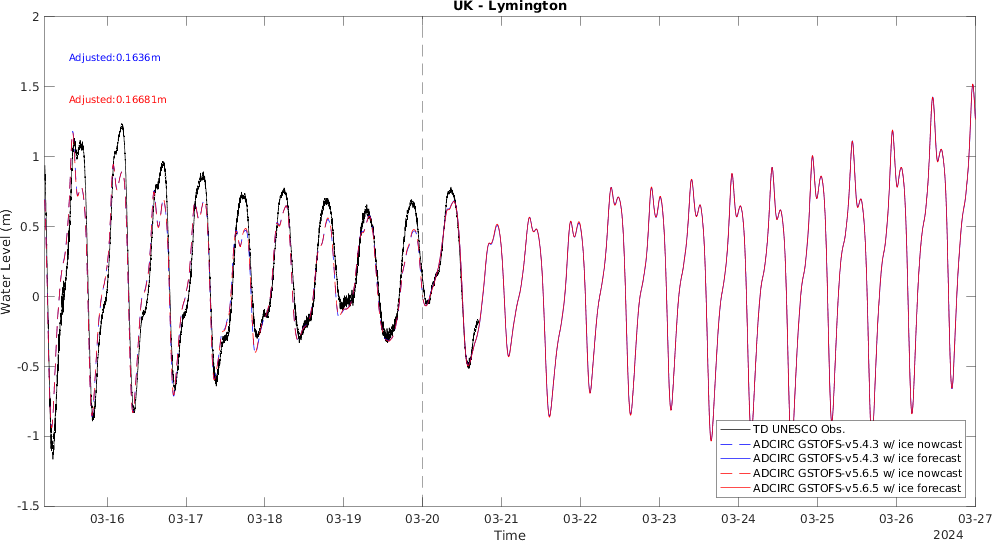 UK - Lymington
Adjusted:0.1636m
Adjusted:0.16681m
Water Level (m)
2
1.5
1
0.5
0
-0.5
-1
-1.5
TD UNESCO Obs.
ADCIRC GSTOFS-v5.4.3 w/ ice nowcast
ADCIRC GSTOFS-v5.4.3 w/ ice forecast
ADCIRC GSTOFS-v5.6.5 w/ ice nowcast
ADCIRC GSTOFS-v5.6.5 w/ ice forecast
03-16 03-17 03-18 03-19 03-20 03-21 03-22 03-23 03-24 03-25 03-26 03-27
Time
2024